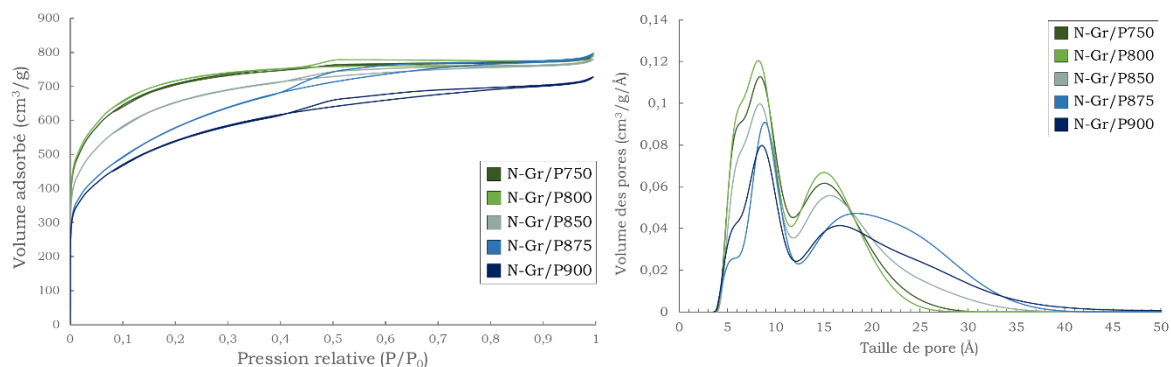 900
800
700
600
500
400
300
200
100
0
Volume adsorbé (cm³/g)
N-Gr/P750
N-Gr/P800
N-Gr/P850
N-Gr/P875
N-Gr/P900
0 0,1 0,2 0,3 0,4 0,5 0,6 0,7 0,8 0,9 1
Pression relative (P/P₀)
0,14
0,12
0,1
0,08
0,06
0,04
0,02
0
Volume des pores (cm³/g/Å)
N-Gr/P750
N-Gr/P800
N-Gr/P850
N-Gr/P875
N-Gr/P900
0 5 10 15 20 25 30 35 40 45 50
Taille de pore (Å)